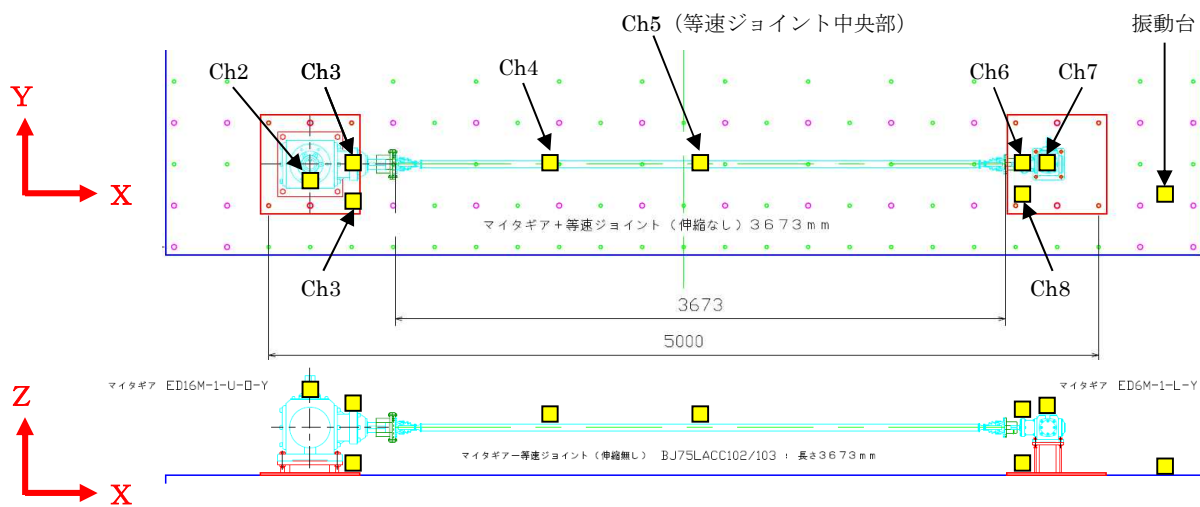 Ch5（等速ジョイント中央部）
振動台
Ch2
Ch3
Ch4
Ch6
Ch7
Y
X
マイタギア＋等速ジョイント（伸縮なし）3673mm
Ch3
Ch8
3673
5000
マイタギア ED16M-1-U-D-Y
マイタギア ED6M-1-L-Y
Z
マイタギアー等速ジョイント（伸縮無し） BJ75LACC102/103 : 長さ3673mm
X